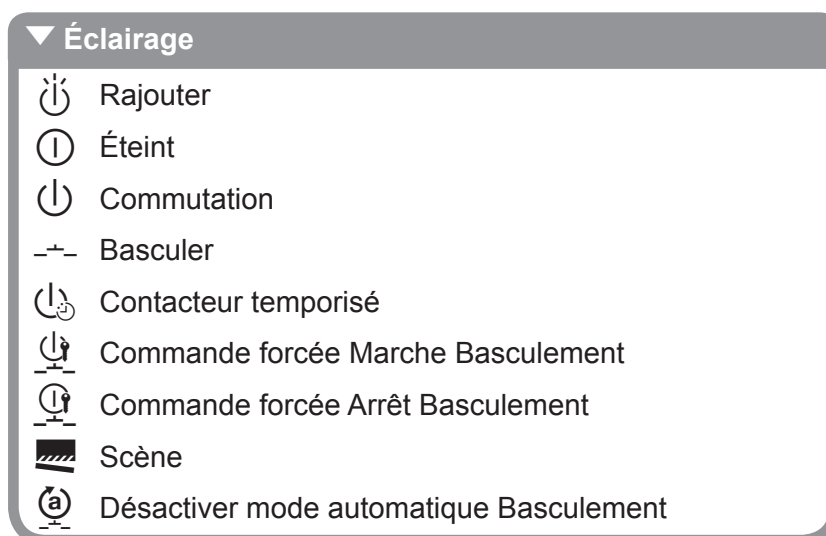 Éclairage
Rajouter
Éteint
Commutation
Basculer
Contacteur temporisé
Commande forcée Marche Basculement
Commande forcée Arrêt Basculement
Scène
Désactiver mode automatique Basculement